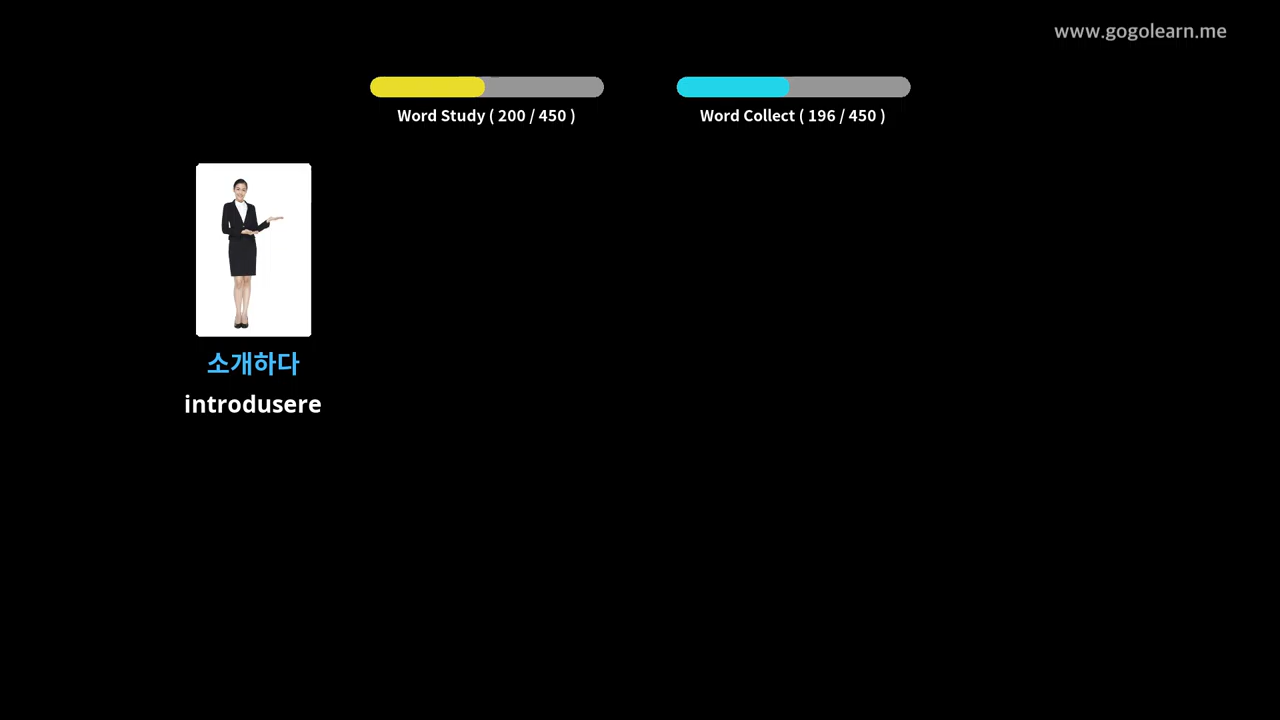 www.gogolearn.me
Word Study ( 200 / 450 )
Word Collect ( 196 / 450 )
소개하다
introdusere